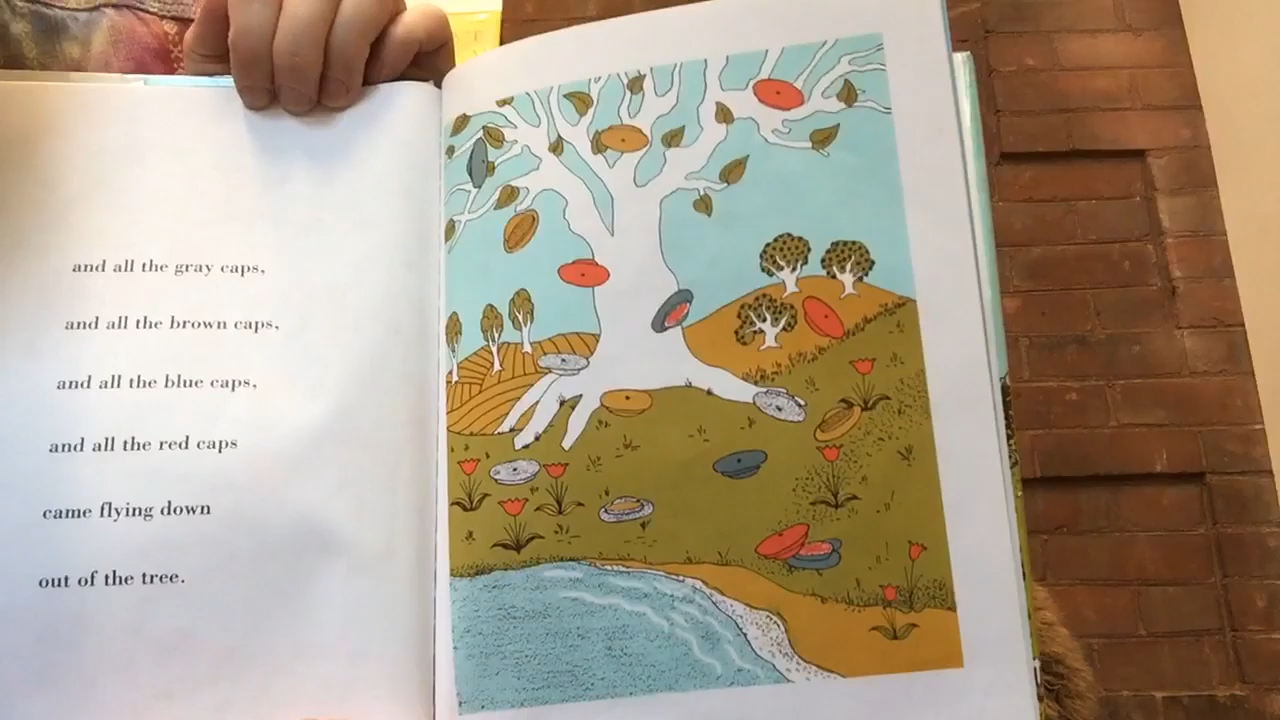 and all the gray caps,
and all the brown caps,
and all the blue caps,
and all the red caps
came flying down
out of the tree.